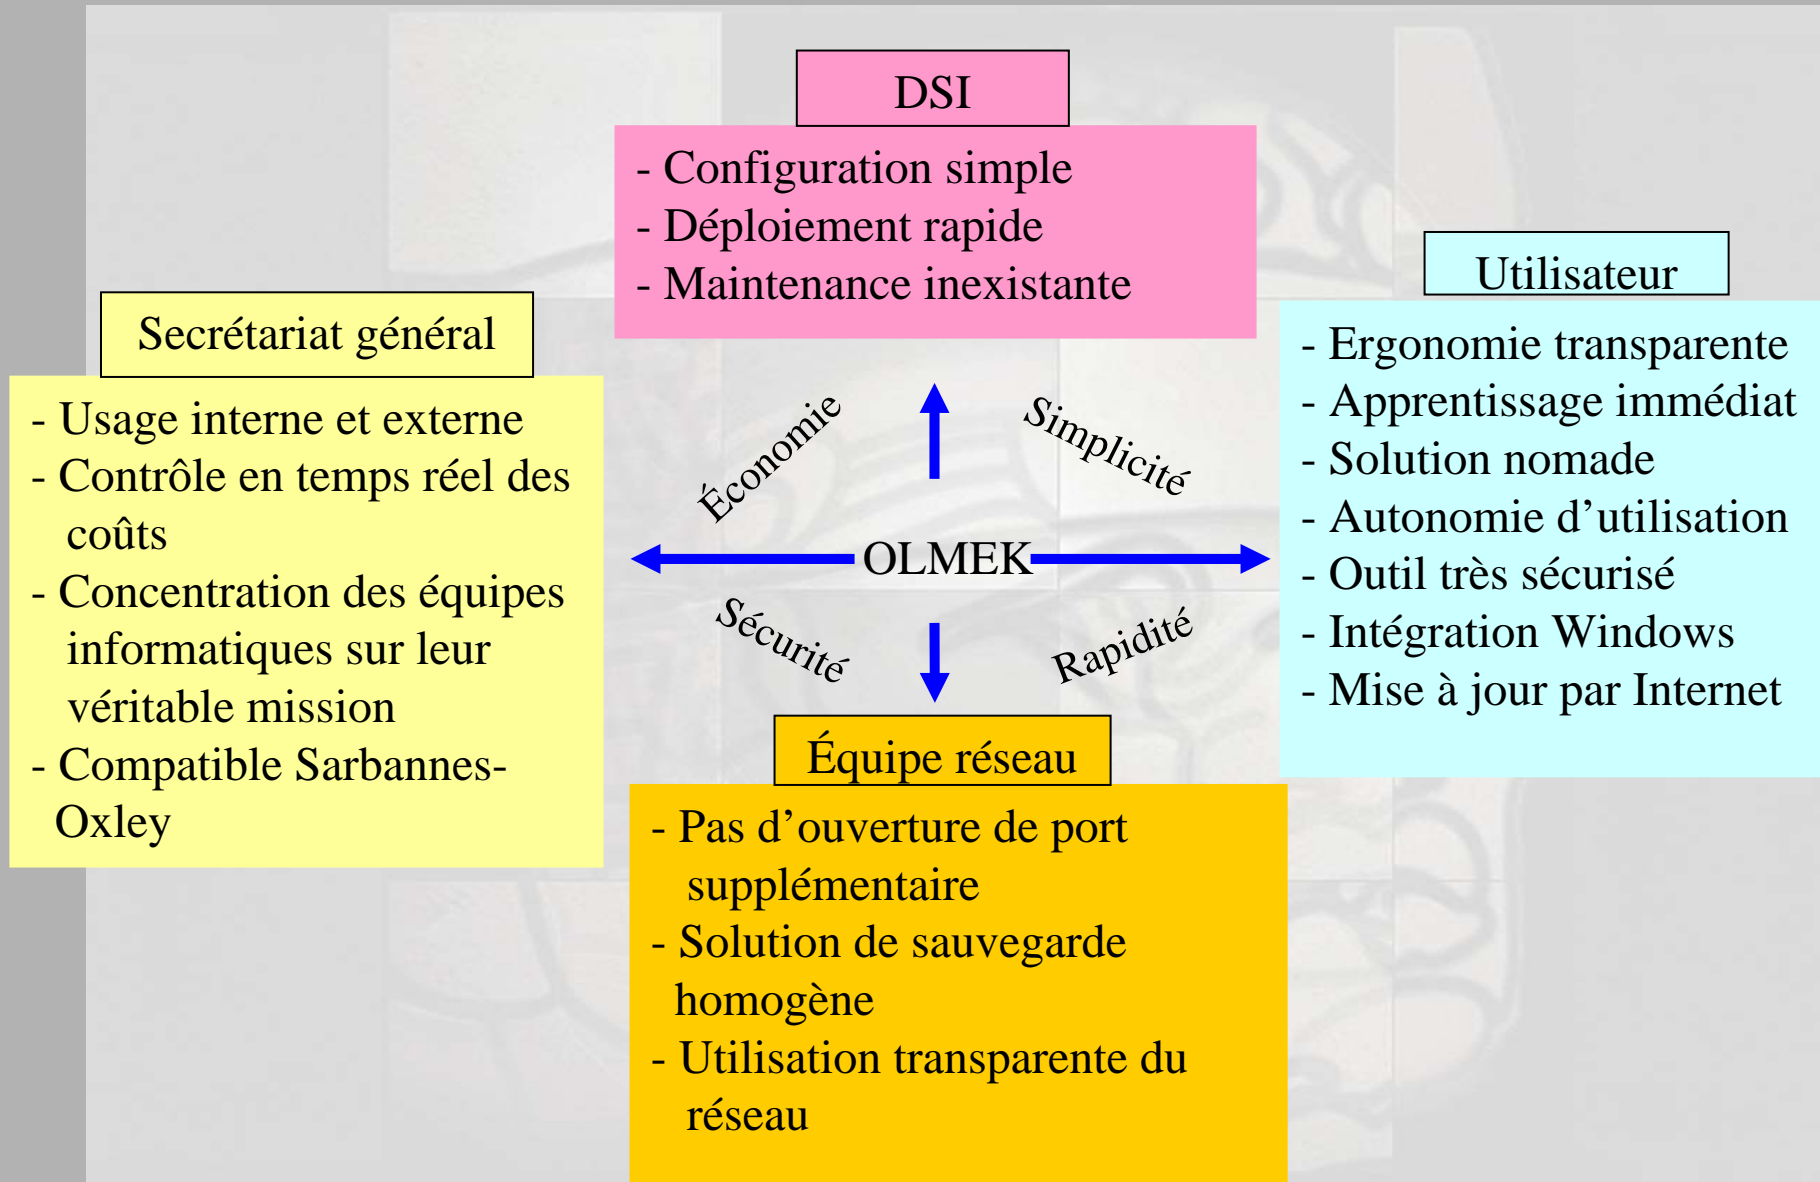 DSI
- Configuration simple
- Déploiement rapide
- Maintenance inexistante
Secrétariat général
- Usage interne et externe
- Contrôle en temps réel des
coûts
- Concentration des équipes
informatiques sur leur
véritable mission
- Compatible Sarbannes-
Oxley
Économie
Simplicité
OLMEK
Sécurité
Rapidité
Utilisateur
- Ergonomie transparente
- Apprentissage immédiat
- Solution nomade
- Autonomie d’utilisation
- Outil très sécurisé
- Intégration Windows
- Mise à jour par Internet
Équipe réseau
- Pas d’ouverture de port
supplémentaire
- Solution de sauvegarde
homogène
- Utilisation transparente du
réseau